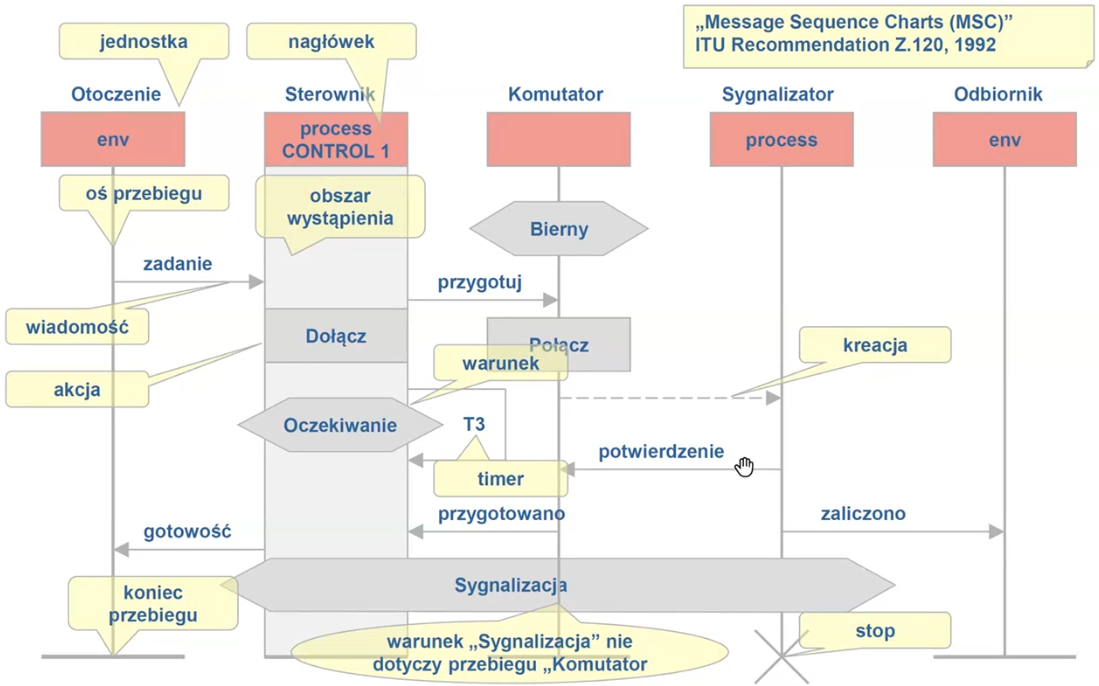 „Message Sequence Charts (MSC)”
ITU Recommendation Z.120, 1992
jednostka
nagłówek
Otoczenie
Sterownik
Komutator
Sygnalizator
Odbiornik
env
process
CONTROL 1
process
env
oś przebiegu
obszar
wystąpienia
Bierny
zadanie
przygotuj
wiadomość
Dołącz
Połącz
kreacja
warunek
akcja
Oczekiwanie
T3
potwierdzenie
timer
przygotowano
zaliczono
gotowość
Sygnalizacja
koniec
przebiegu
stop
warunek „Sygnalizacja” nie
dotyczy przebiegu „Komutator